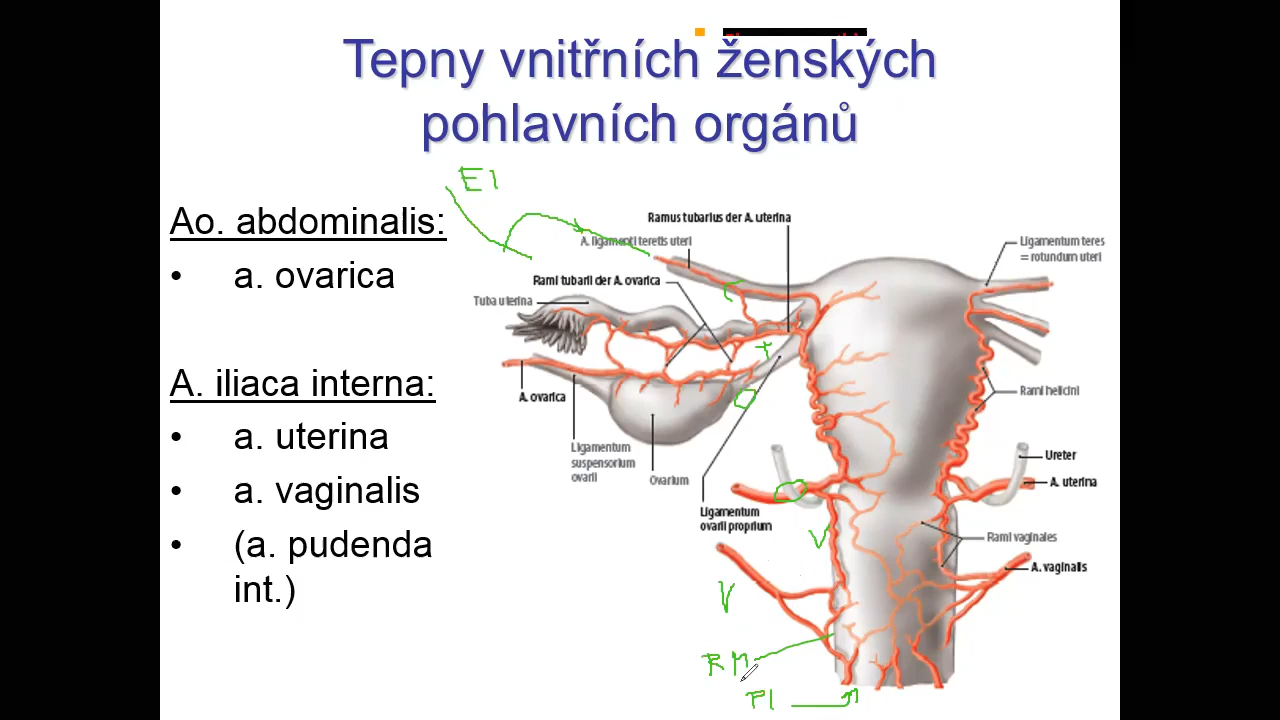 Tepny vnitřních ženských
pohlavních orgánů
Ao. abdominalis:
• a. ovarica
A. iliaca interna:
• a. uterina
• a. vaginalis
• (a. pudenda
int.)
EI
Ramus tubarius der A. uterina
A. ligamenti teretis uteri
Rami tubarii der A. ovarica
Tuba uterina
A. ovarica
Ligamentum
suspensorium
ovarii
Ovarium
Ligamentum
ovarii proprium
Ligamentum teres
= rotundum uteri
Rami helicini
Ureter
A. uterina
Rami vaginales
A. vaginalis
T
O
V
V
RM
PI